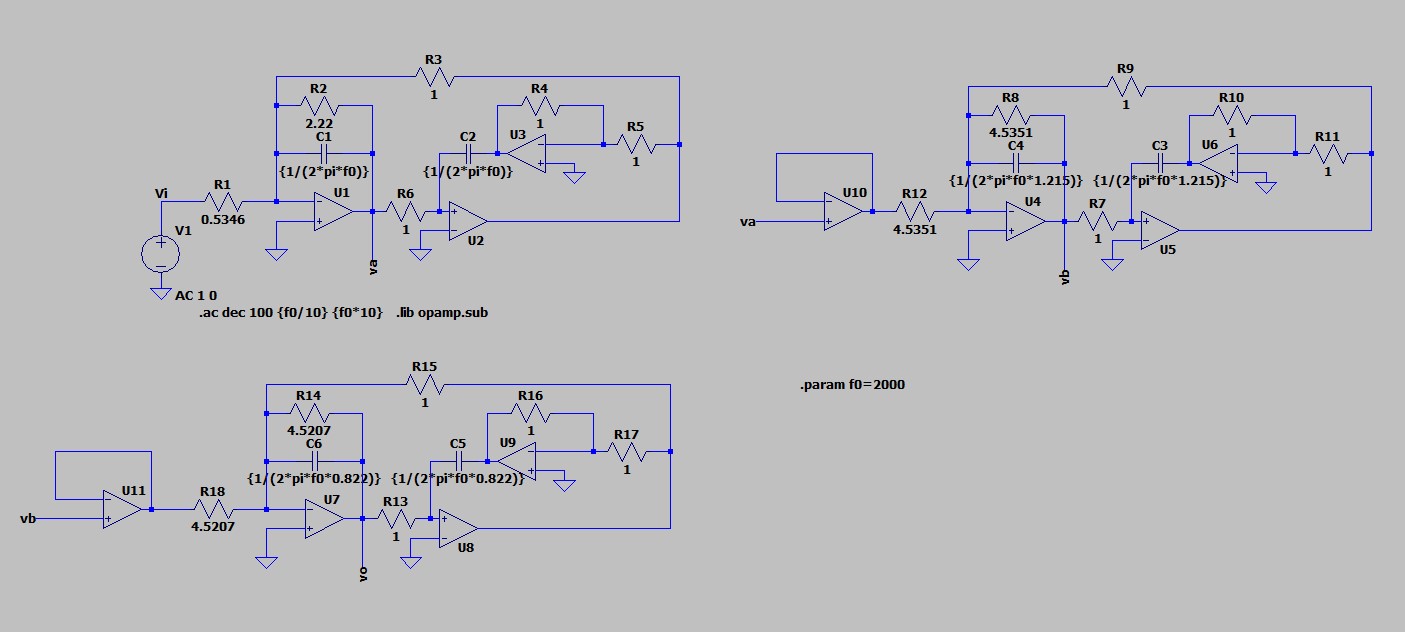 R3
1
R2
2.22
C1
{1/(2*pi*f0)}
R4
1
C2
{1/(2*pi*f0)}
U3
R5
1
Vi
R1
0.5346
U1
R6
1
U2
V1
va
AC 1 0
.ac dec 100 {f0/10} {f0*10}
.lib opamp.sub
R9
1
R8
4.5351
C4
{1/(2*pi*f0*1.215)}
R10
1
C3
{1/(2*pi*f0*1.215)}
U6
R11
1
va
U10
R12
4.5351
U4
R7
1
U5
vb
R15
1
R14
4.5207
C6
{1/(2*pi*f0*0.822)}
R16
1
C5
{1/(2*pi*f0*0.822)}
U9
R17
1
vb
U11
R18
4.5207
U7
R13
1
U8
vo
.param f0=2000